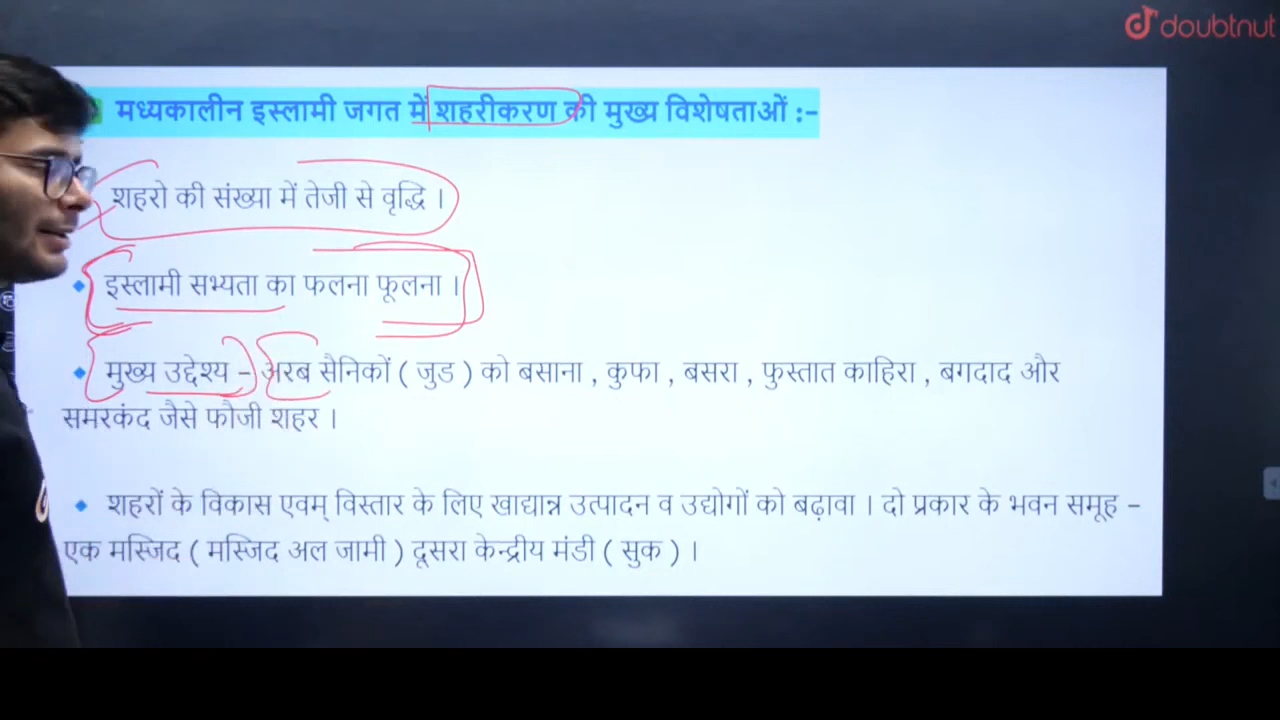 doubtnut
मध्यकालीन इस्लामी जगत में शहरीकरण की मुख्य विशेषताओं :-
शहरो की संख्या में तेजी से वृद्धि ।
इस्लामी सभ्यता का फलना फूलना ।
मुख्य उद्देश्य - अरब सैनिकों ( जुड ) को बसाना , कुफा , बसरा , फुस्तात काहिरा , बगदाद और
समरकंद जैसे फौजी शहर ।
शहरों के विकास एवम् विस्तार के लिए खाद्यान्न उत्पादन व उद्योगों को बढ़ावा । दो प्रकार के भवन समूह -
एक मस्जिद ( मस्जिद अल जामी ) दूसरा केन्द्रीय मंडी ( सुक ) ।